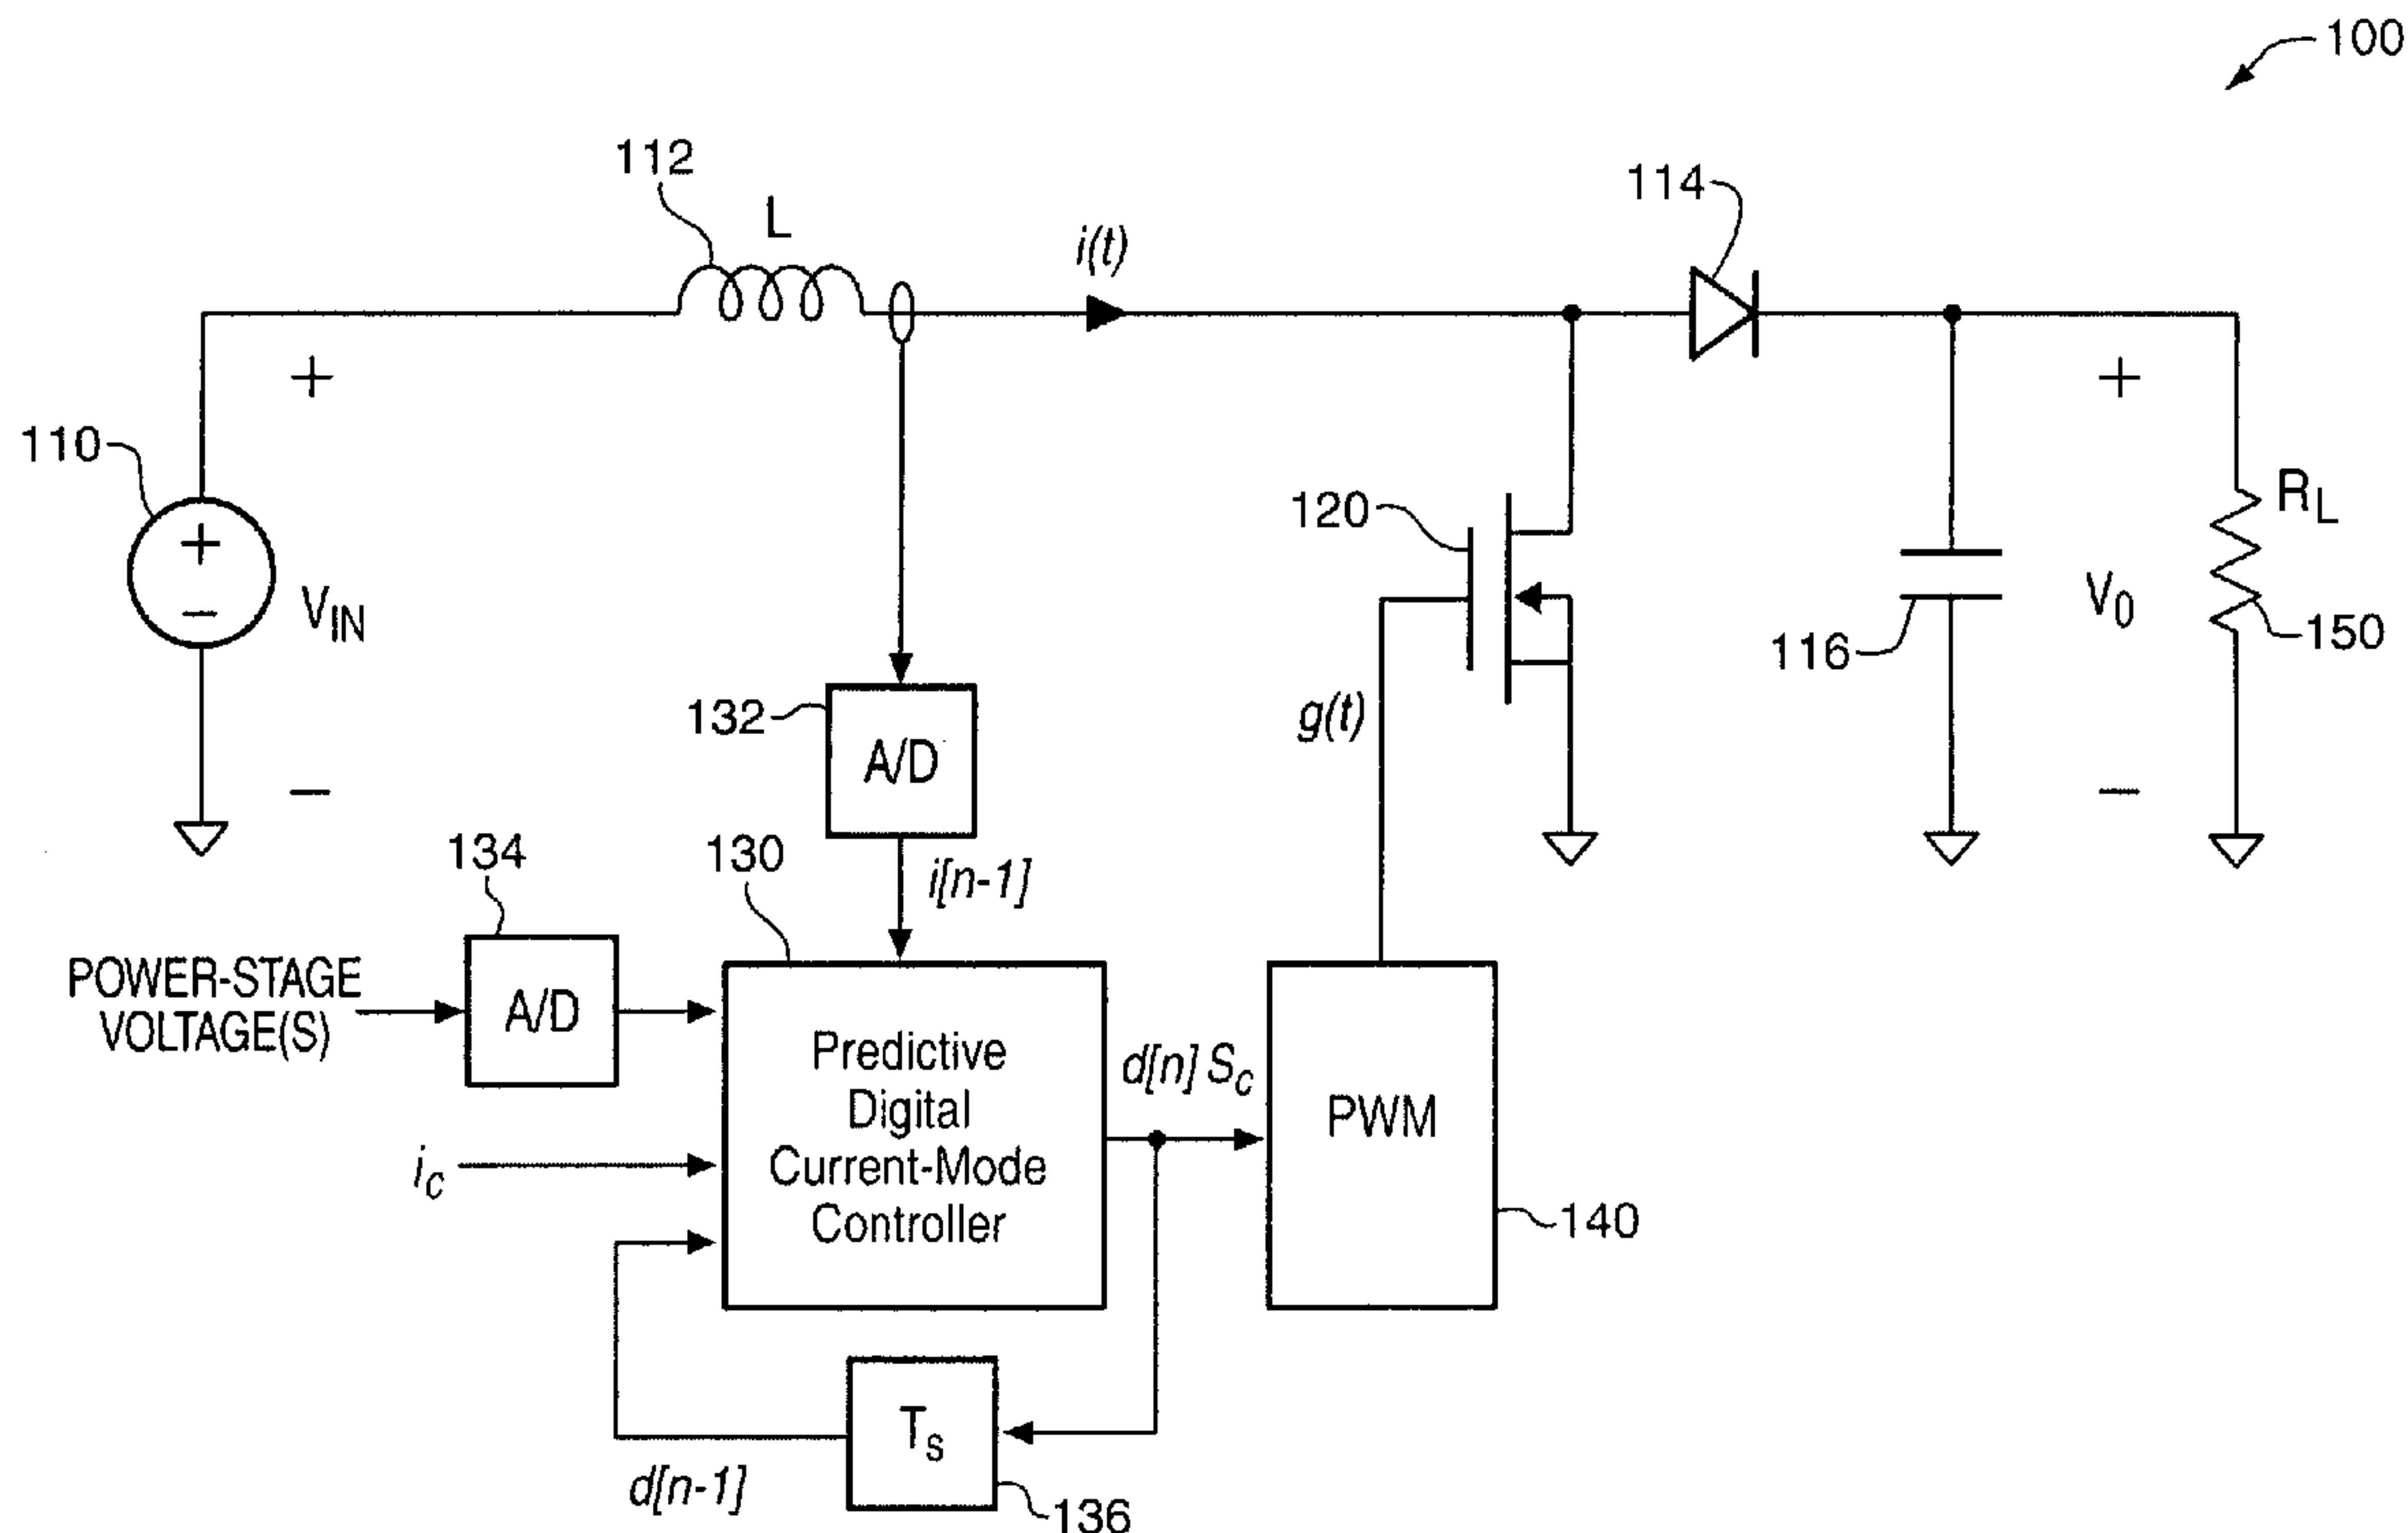 100
112
L
i(t)
114
+
+
110
+
−
V_IN
120
R_L
116
V_0
150
132
A/D
g(t)
−
−
134
130
i[n-1]
POWER-STAGE
VOLTAGE(S)
A/D
Predictive
Digital
Current-Mode
Controller
d[n] S_c
PWM
i_c
140
T_s
d[n-1]
136